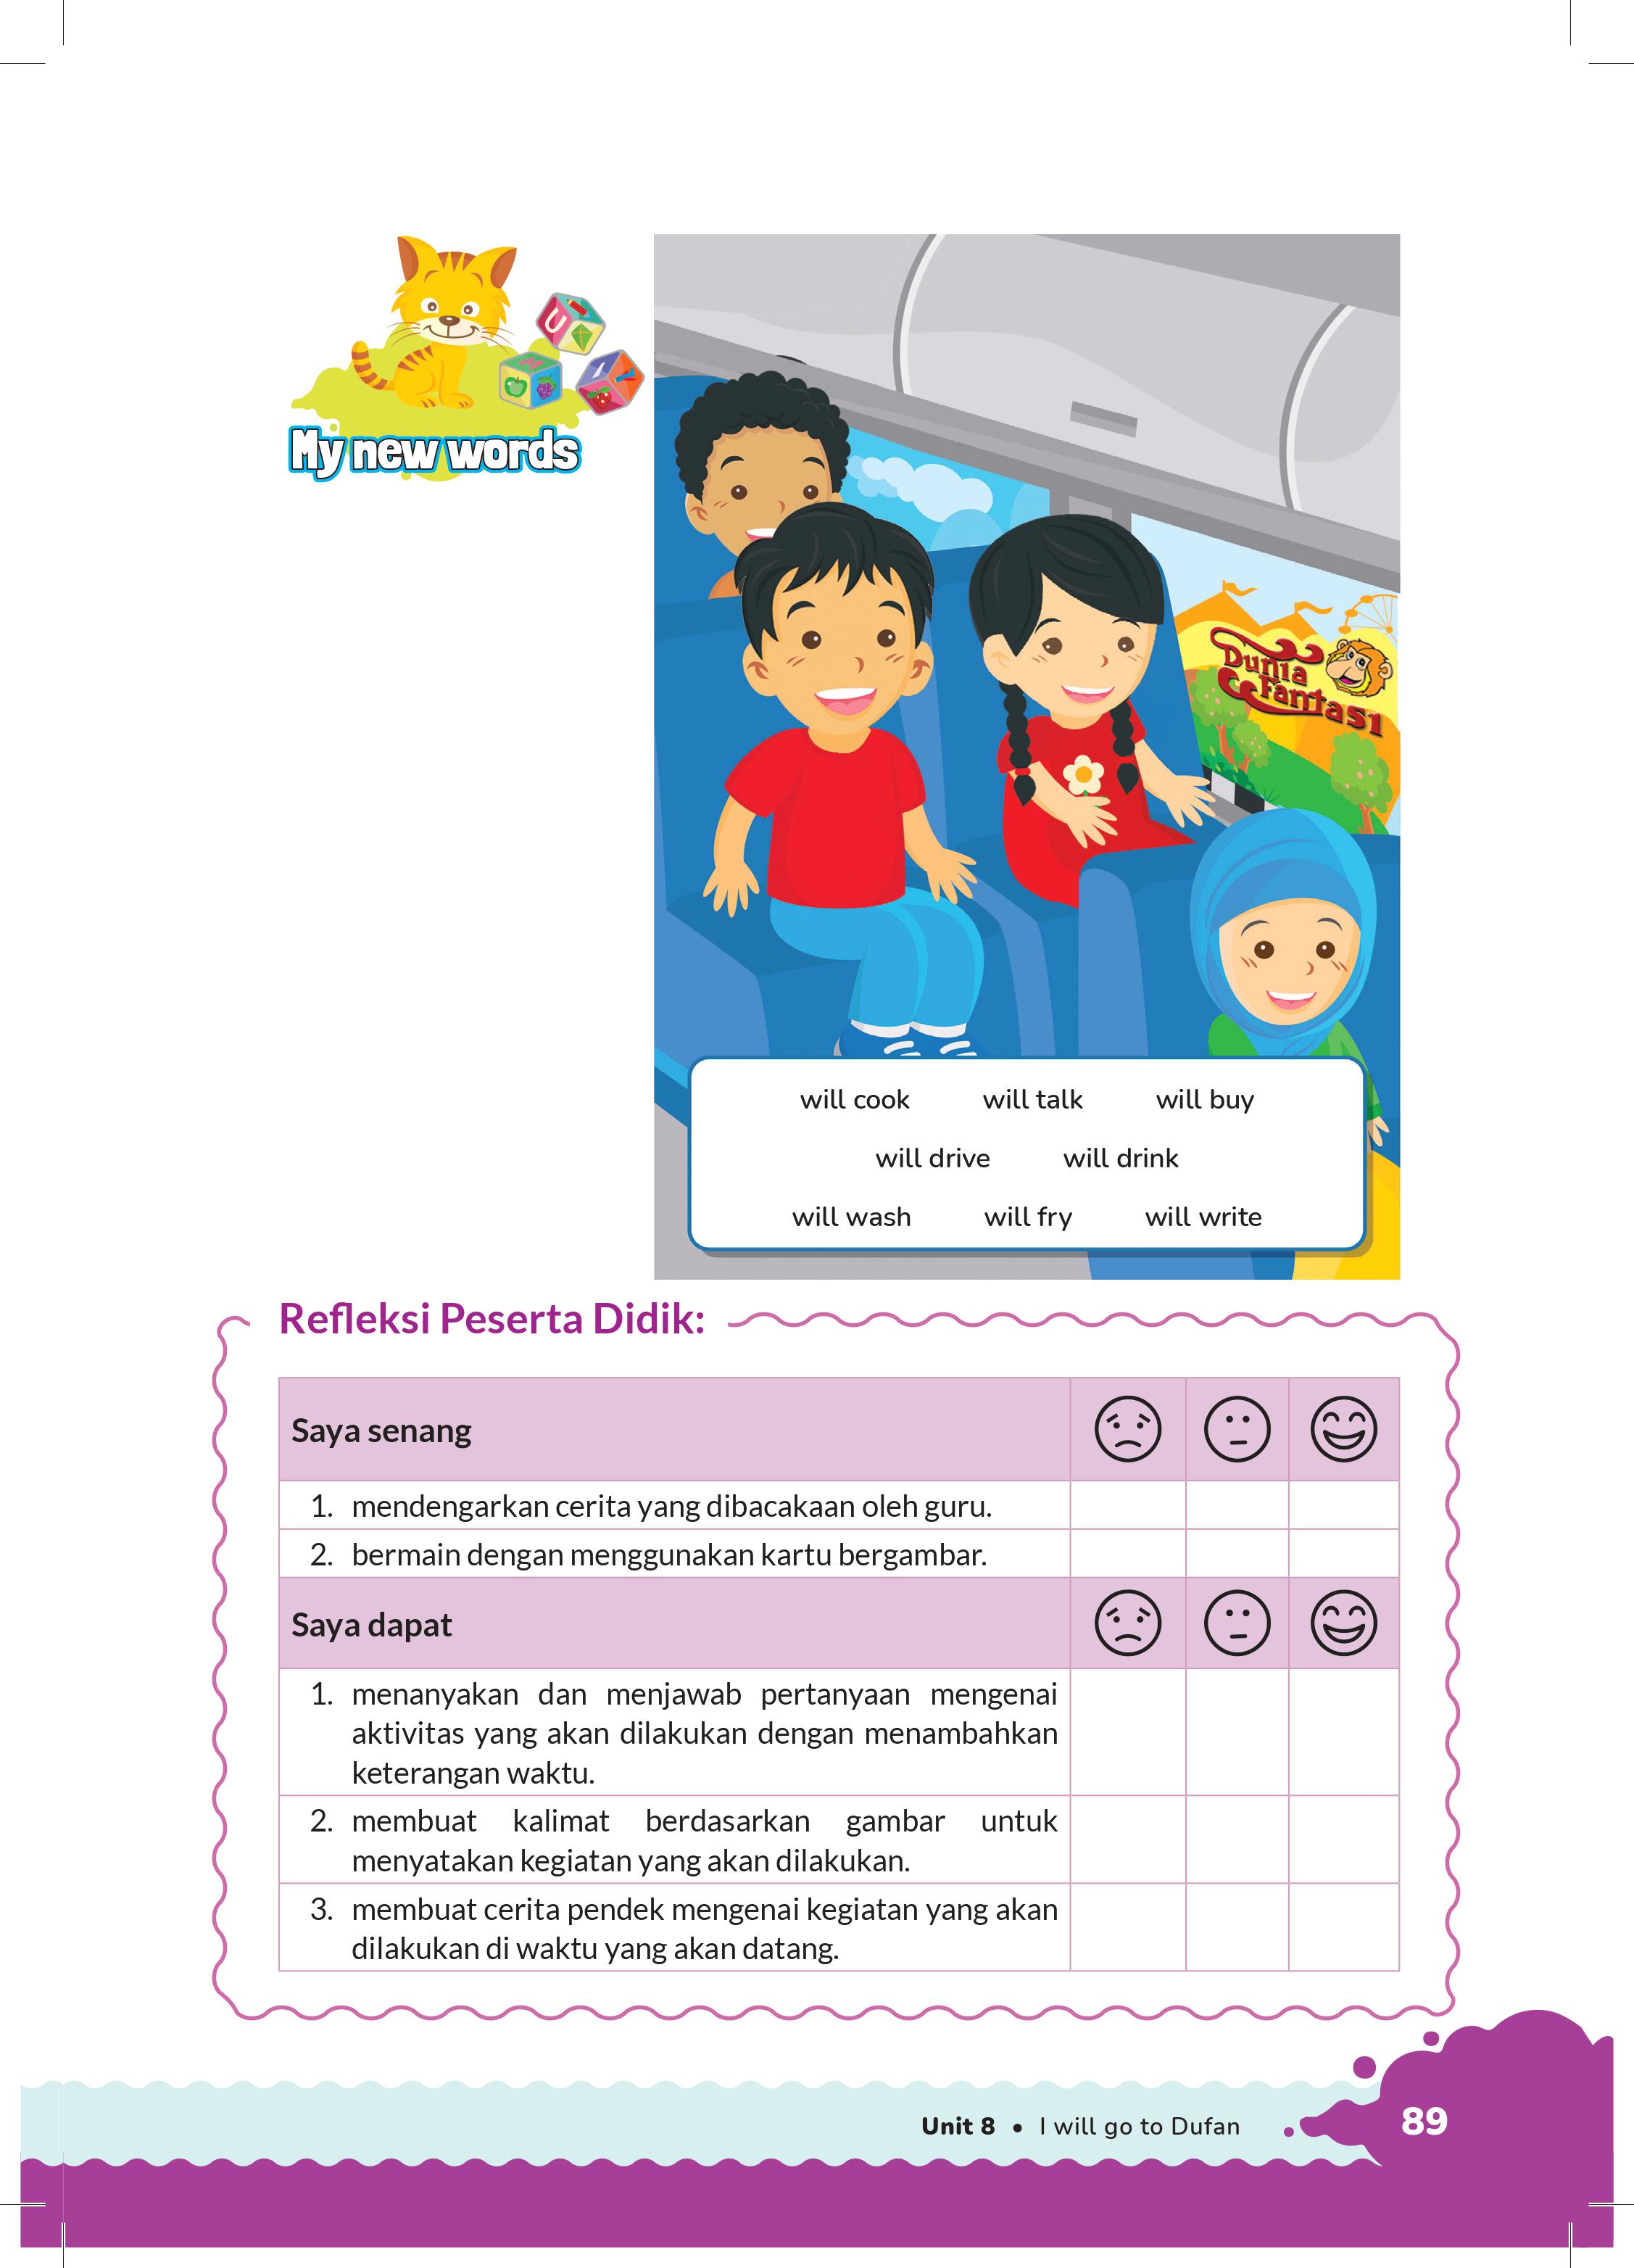 My new words
Dunia
Fantasi
will cook will talk will buy
will drive will drink
will wash will fry will write
Refleksi Peserta Didik:
Saya senang
1. mendengarkan cerita yang dibacakaan oleh guru.
2. bermain dengan menggunakan kartu bergambar.
Saya dapat
1. menanyakan dan menjawab pertanyaan mengenai
aktivitas yang akan dilakukan dengan menambahkan
keterangan waktu.
2. membuat kalimat berdasarkan gambar untuk
menyatakan kegiatan yang akan dilakukan.
3. membuat cerita pendek mengenai kegiatan yang akan
dilakukan di waktu yang akan datang.
Unit 8 • I will go to Dufan 89